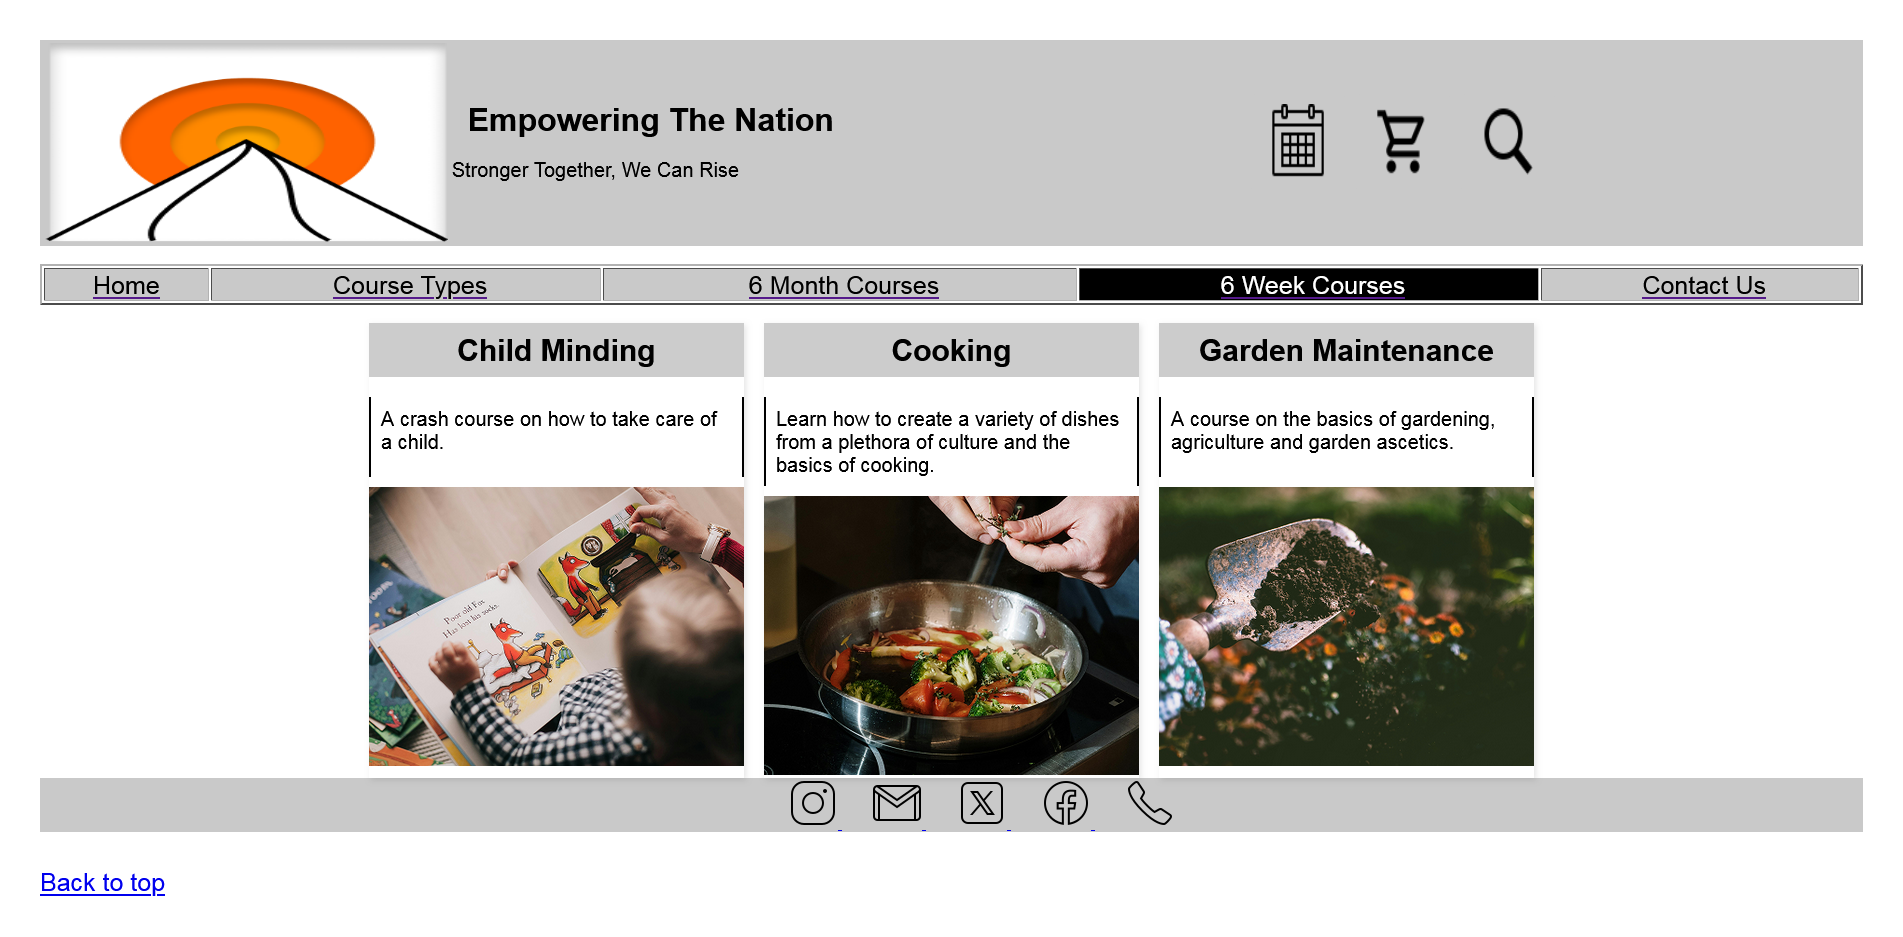 Empowering The Nation
Stronger Together, We Can Rise
Home
Course Types
6 Month Courses
6 Week Courses
Contact Us
Child Minding
A crash course on how to take care of
a child.
Cooking
Learn how to create a variety of dishes
from a plethora of culture and the
basics of cooking.
Garden Maintenance
A course on the basics of gardening,
agriculture and garden ascetics.
Poor old Fox
Has lost his socks.
Back to top